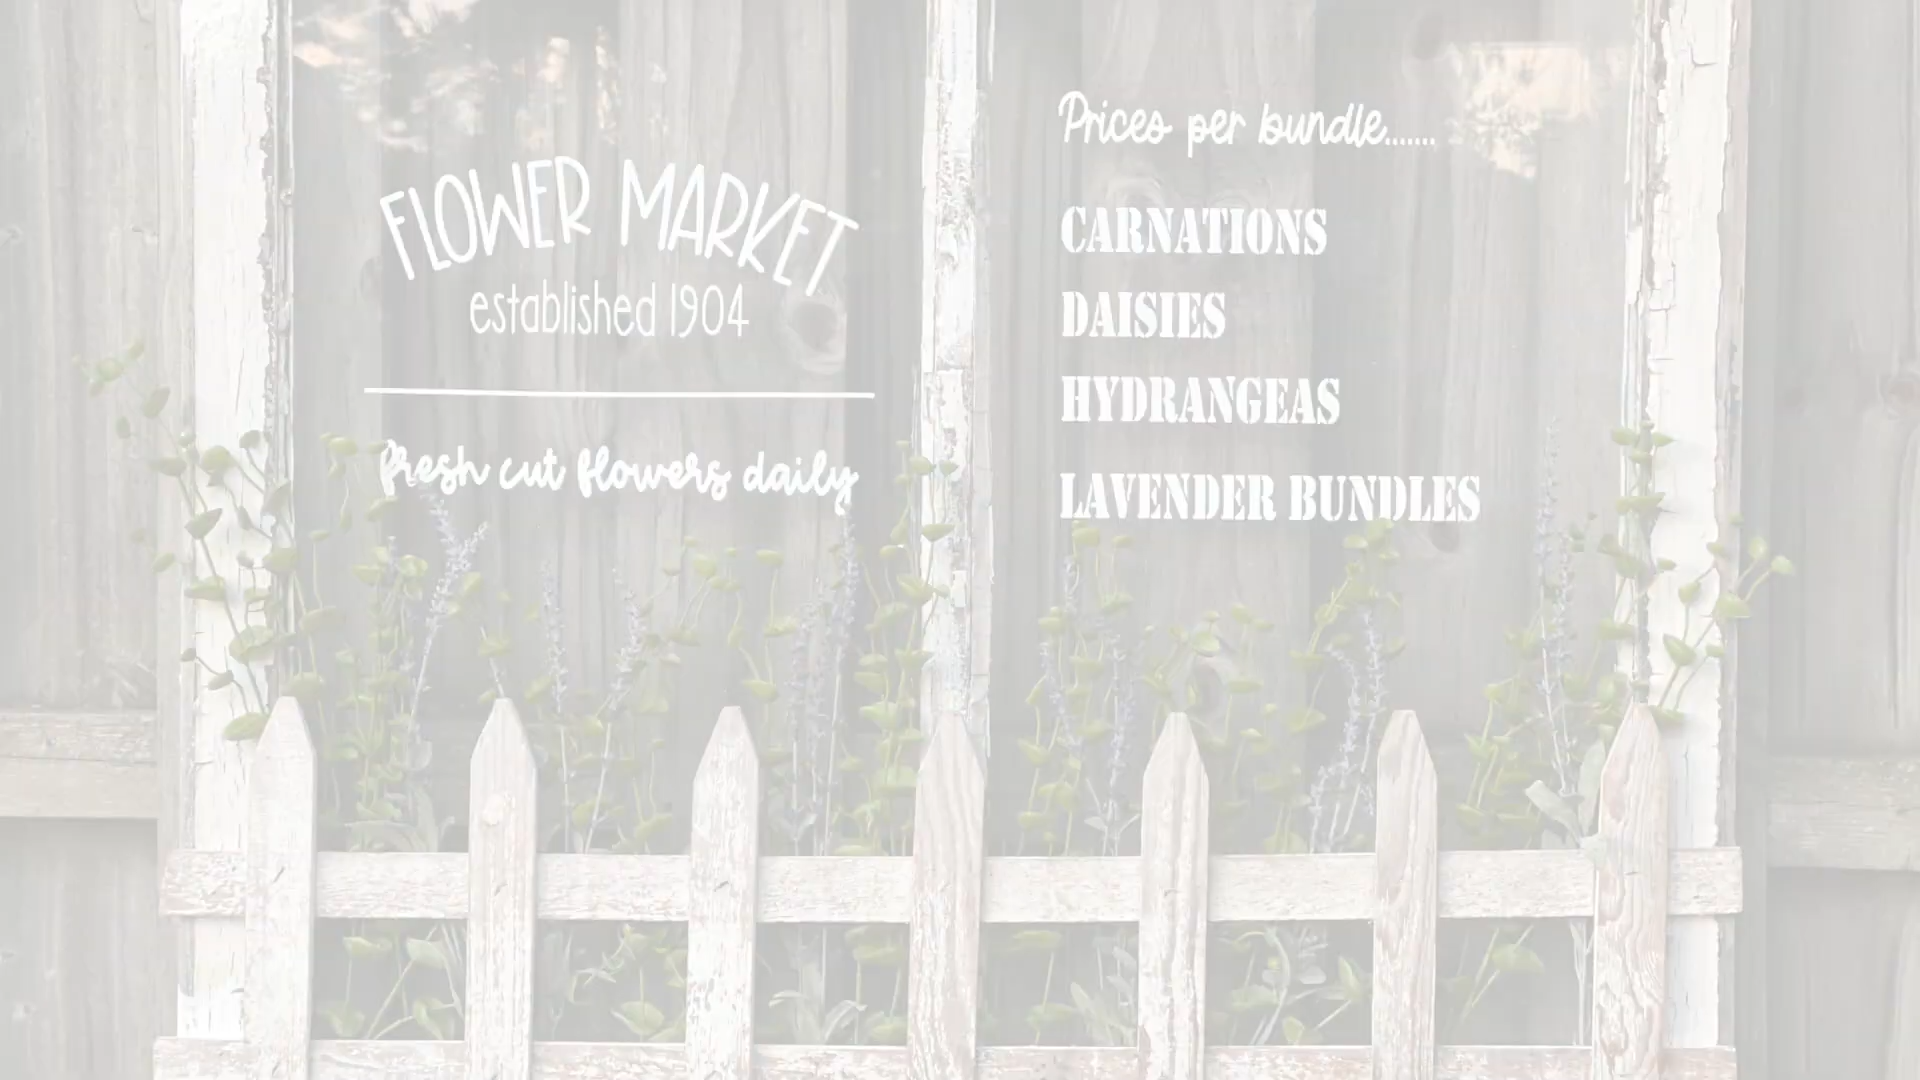 FLOWER MARKET
established 1904
fresh cut flowers daily
Prices per bundle.......
CARNATIONS
DAISIES
HYDRANGEAS
LAVENDER BUNDLES